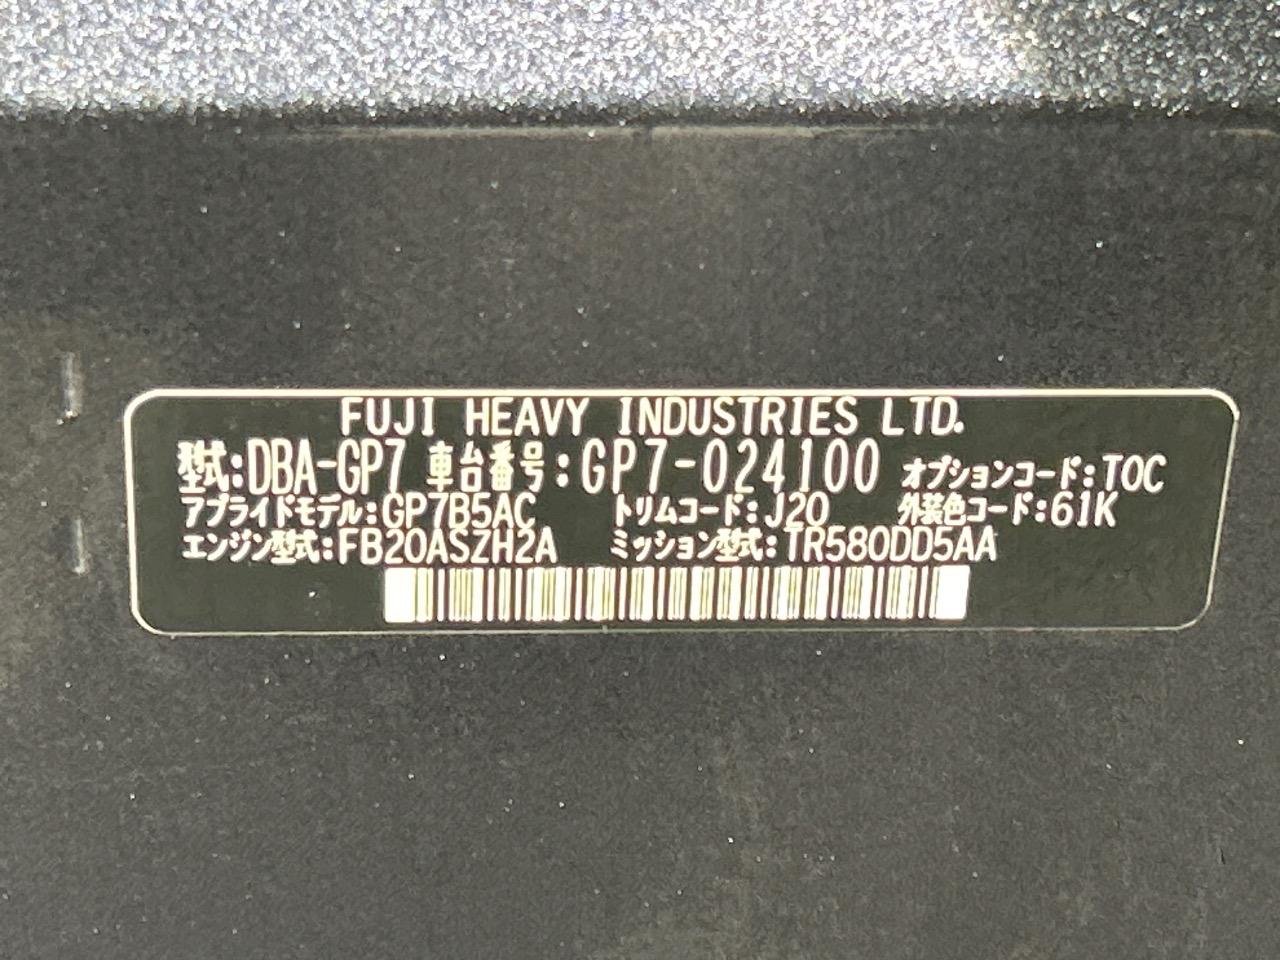 FUJI HEAVY INDUSTRIES LTD.
型式:DBA-GP7 車台番号:GP7-024100 オプションコード:TOC
アプライドモデル:GP7B5AC トリムコード:J20 外装色コード:61K
エンジン型式:FB20ASZH2A ミッション型式:TR580DD5AA